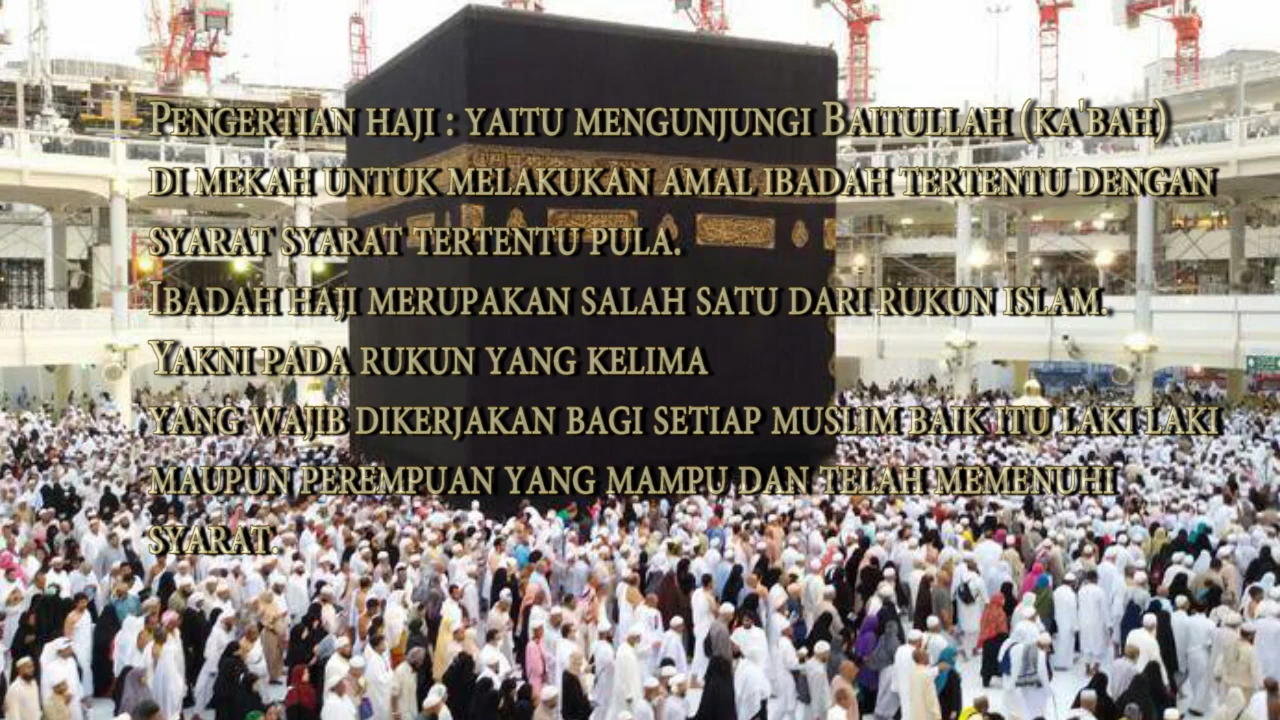 Pengertian haji : yaitu mengunjungi Baitullah (ka'bah)
di mekah untuk melakukan amal ibadah tertentu dengan
syarat syarat tertentu pula.
Ibadah haji merupakan salah satu dari rukun islam.
Yakni pada rukun yang kelima
yang wajib dikerjakan bagi setiap muslim baik itu laki laki
maupun perempuan yang mampu dan telah memenuhi
syarat.